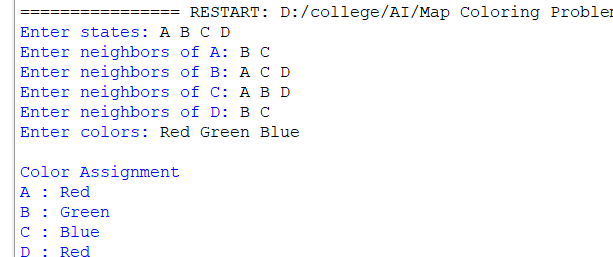 ================ RESTART: D:/college/AI/Map Coloring
Enter states: A B C D
Enter neighbors of A: B C
Enter neighbors of B: A C D
Enter neighbors of C: A B D
Enter neighbors of D: B C
Enter colors: Red Green Blue
Color Assignment
A : Red
B : Green
C : Blue
D : Red